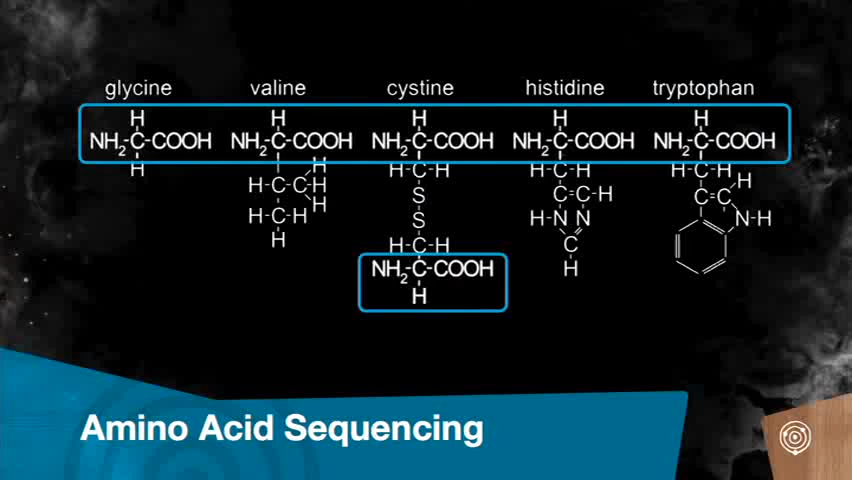 glycine valine cystine histidine tryptophan
H H H H H
NH2-C-COOH NH2-C-COOH NH2-C-COOH NH2-C-COOH NH2-C-COOH
H H-C-C-H H-C-H H-C-H H-C-H
H
H
H-C-H
H
S
S
H-C-H
NH2-C-COOH
H
C=C-H
H-N N
C
H
C=C
H
N-H
Amino Acid Sequencing